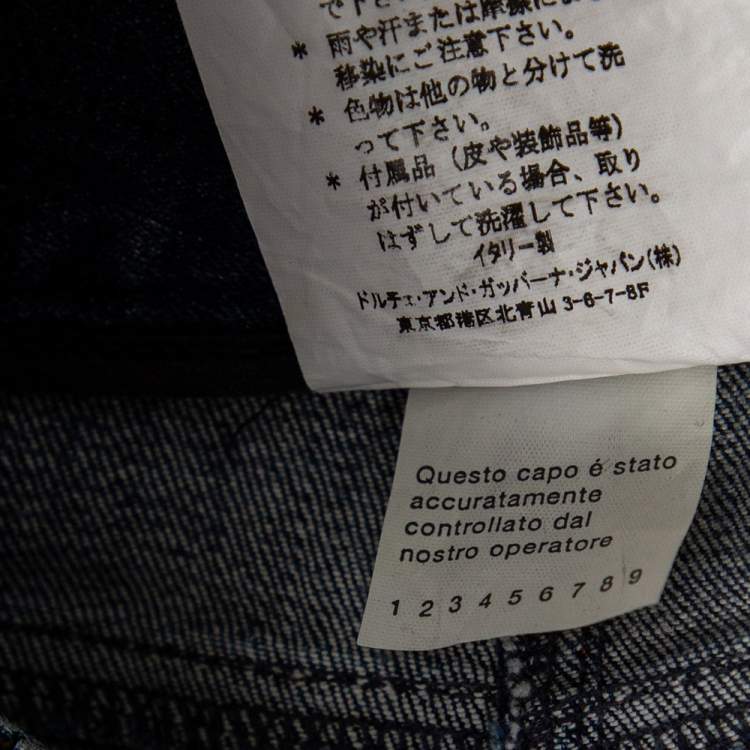 で下さい。
* 雨や汗または摩擦による
移染にご注意下さい。
* 色物は他の物と分けて洗
って下さい。
* 付属品（皮や装飾品等）
が付いている場合、取り
はずして洗濯して下さい。
イタリー製
ドルチェ・アンド・ガッバーナ・ジャパン（株）
東京都港区北青山 3-6-7-8F
Questo capo é stato
accuratamente
controllato dal
nostro operatore
1 2 3 4 5 6 7 8 9